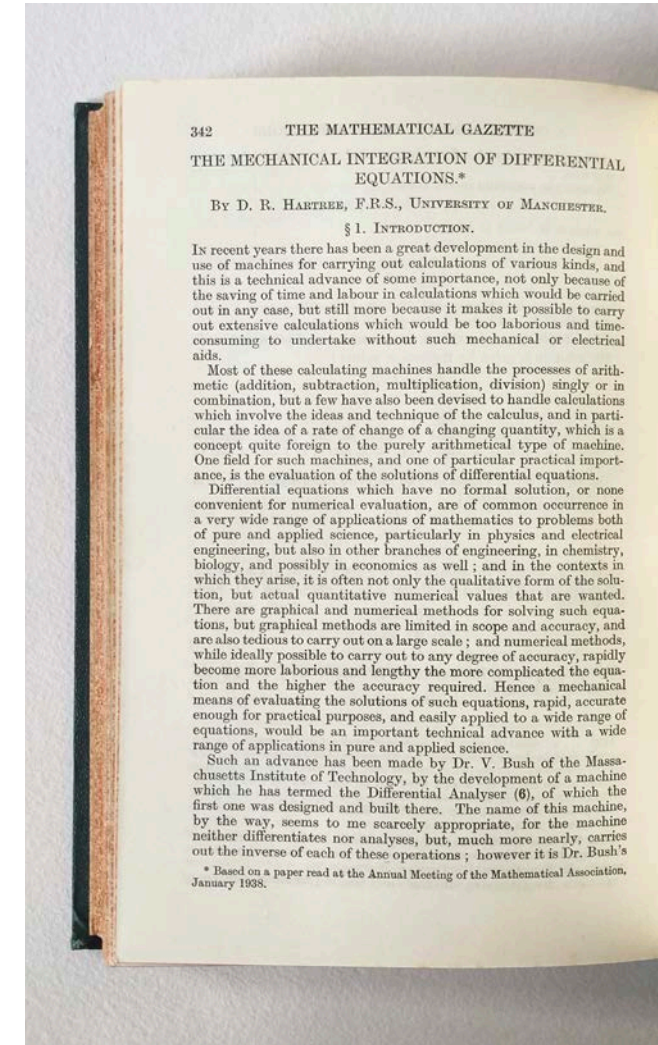 342 THE MATHEMATICAL GAZETTE
THE MECHANICAL INTEGRATION OF DIFFERENTIAL
EQUATIONS.*
BY D. R. HARTREE, F.R.S., UNIVERSITY OF MANCHESTER.
§ 1. INTRODUCTION.
IN recent years there has been a great development in the design and
use of machines for carrying out calculations of various kinds, and
this is a technical advance of some importance, not only because of
the saving of time and labour in calculations which would be carried
out in any case, but still more because it makes it possible to carry
out extensive calculations which would be too laborious and time-
consuming to undertake without such mechanical or electrical
aids.
Most of these calculating machines handle the processes of arith-
metic (addition, subtraction, multiplication, division) singly or in
combination, but a few have also been devised to handle calculations
which involve the ideas and technique of the calculus, and in parti-
cular the idea of a rate of change of a changing quantity, which is a
concept quite foreign to the purely arithmetical type of machine.
One field for such machines, and one of particular practical import-
ance, is the evaluation of the solutions of differential equations.
Differential equations which have no formal solution, or none
convenient for numerical evaluation, are of common occurrence in
a very wide range of applications of mathematics to problems both
of pure and applied science, particularly in physics and electrical
engineering, but also in other branches of engineering, in chemistry,
biology, and possibly in economics as well ; and in the contexts in
which they arise, it is often not only the qualitative form of the solu-
tion, but actual quantitative numerical values that are wanted.
There are graphical and numerical methods for solving such equa-
tions, but graphical methods are limited in scope and accuracy, and
are also tedious to carry out on a large scale ; and numerical methods,
while ideally possible to carry out to any degree of accuracy, rapidly
become more laborious and lengthy the more complicated the equa-
tion and the higher the accuracy required. Hence a mechanical
means of evaluating the solutions of such equations, rapid, accurate
enough for practical purposes, and easily applied to a wide range of
equations, would be an important technical advance with a wide
range of applications in pure and applied science.
Such an advance has been made by Dr. V. Bush of the Massa-
chusetts Institute of Technology, by the development of a machine
which he has termed the Differential Analyser (6), of which the
first one was designed and built there. The name of this machine,
by the way, seems to me scarcely appropriate, for the machine
neither differentiates nor analyses, but, much more nearly, carries
out the inverse of each of these operations ; however it is Dr. Bush's
* Based on a paper read at the Annual Meeting of the Mathematical Association,
January 1938.